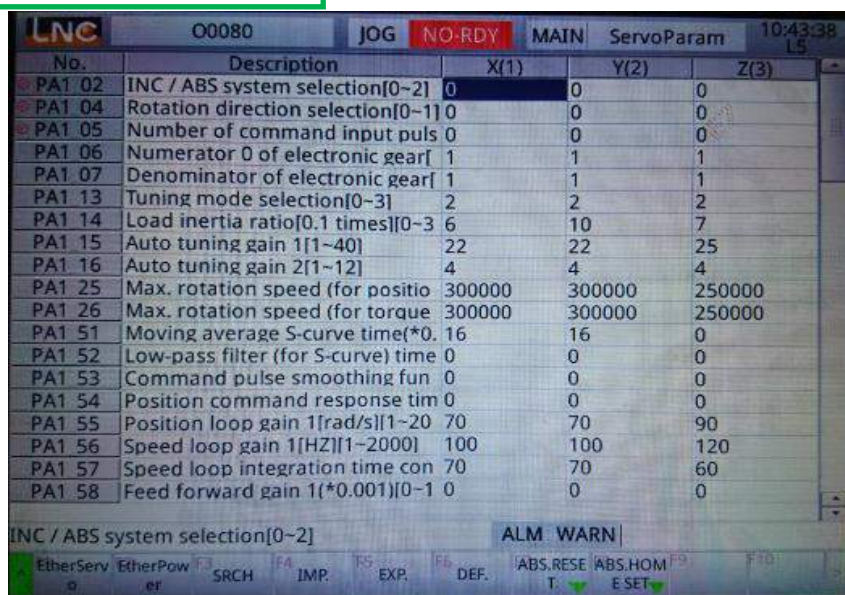 LNC O0080 JOG NO-RDY MAIN ServoParam 10:43:38
L5
No. Description X(1) Y(2) Z(3)
PA1 02 INC / ABS system selection[0~2] 0 0 0
PA1 04 Rotation direction selection[0~1] 0 0 0
PA1 05 Number of command input puls 0 0 0
PA1 06 Numerator 0 of electronic gear[ 1 1 1
PA1 07 Denominator of electronic gear[ 1 1 1
PA1 13 Tuning mode selection[0~3] 2 2 2
PA1 14 Load inertia ratio[0.1 times][0~3 6 10 7
PA1 15 Auto tuning gain 1[1~40] 22 22 25
PA1 16 Auto tuning gain 2[1~12] 4 4 4
PA1 25 Max. rotation speed (for positio 300000 300000 250000
PA1 26 Max. rotation speed (for torque 300000 300000 250000
PA1 51 Moving average S-curve time(*0. 16 16 0
PA1 52 Low-pass filter (for S-curve) time 0 0 0
PA1 53 Command pulse smoothing fun 0 0 0
PA1 54 Position command response tim 0 0 0
PA1 55 Position loop gain 1[rad/s][1~20 70 70 90
PA1 56 Speed loop gain 1[HZ][1~2000] 100 100 120
PA1 57 Speed loop integration time con 70 70 60
PA1 58 Feed forward gain 1(*0.001)[0~1 0 0 0
INC / ABS system selection[0~2] ALM WARN
EtherServ EtherPow F3 SRCH F4 IMP. F5 EXP. F6 DEF. ABS.RESE ABS.HOM F9 F10
o er T. E SET